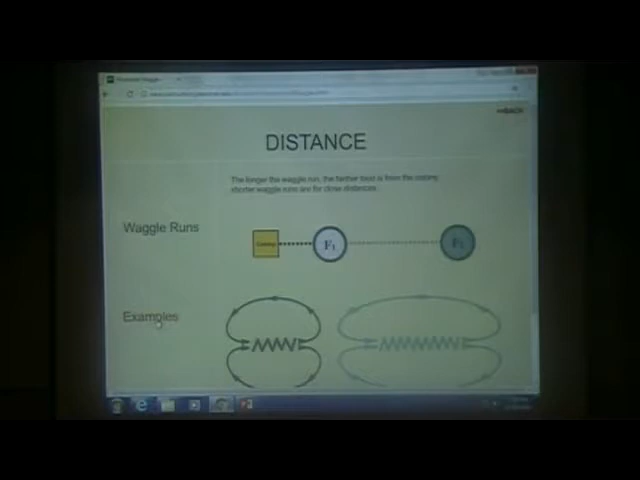 DISTANCE
The longer the waggle run, the farther food is from the colony
shorter waggle runs are for close distances.
Waggle Runs
Colony
F1
F2
Examples